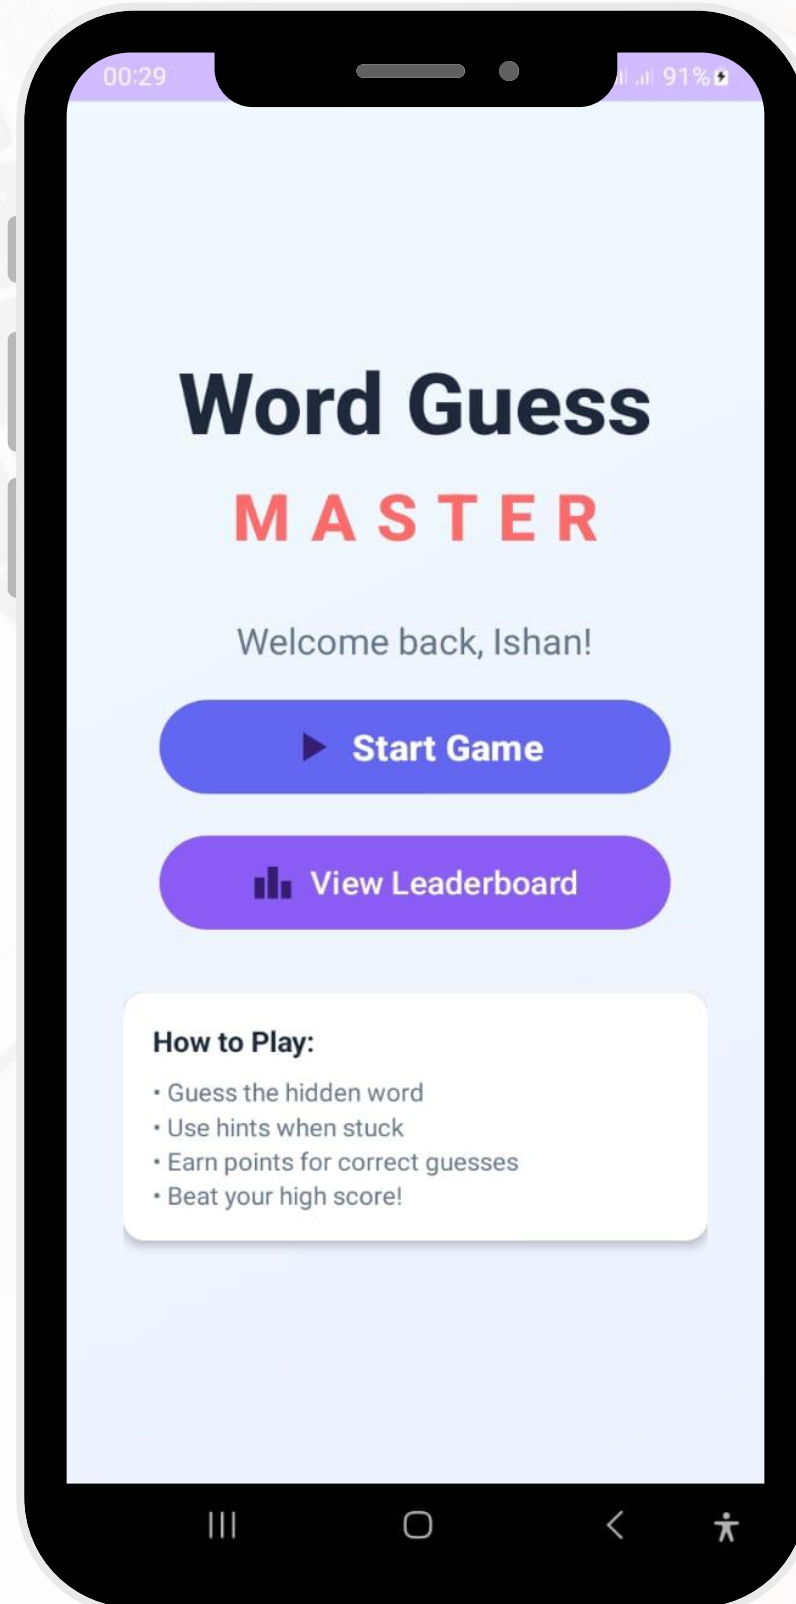 00:29 91%
Word Guess
MASTER
Welcome back, Ishan!
Start Game
View Leaderboard
How to Play:
• Guess the hidden word
• Use hints when stuck
• Earn points for correct guesses
• Beat your high score!